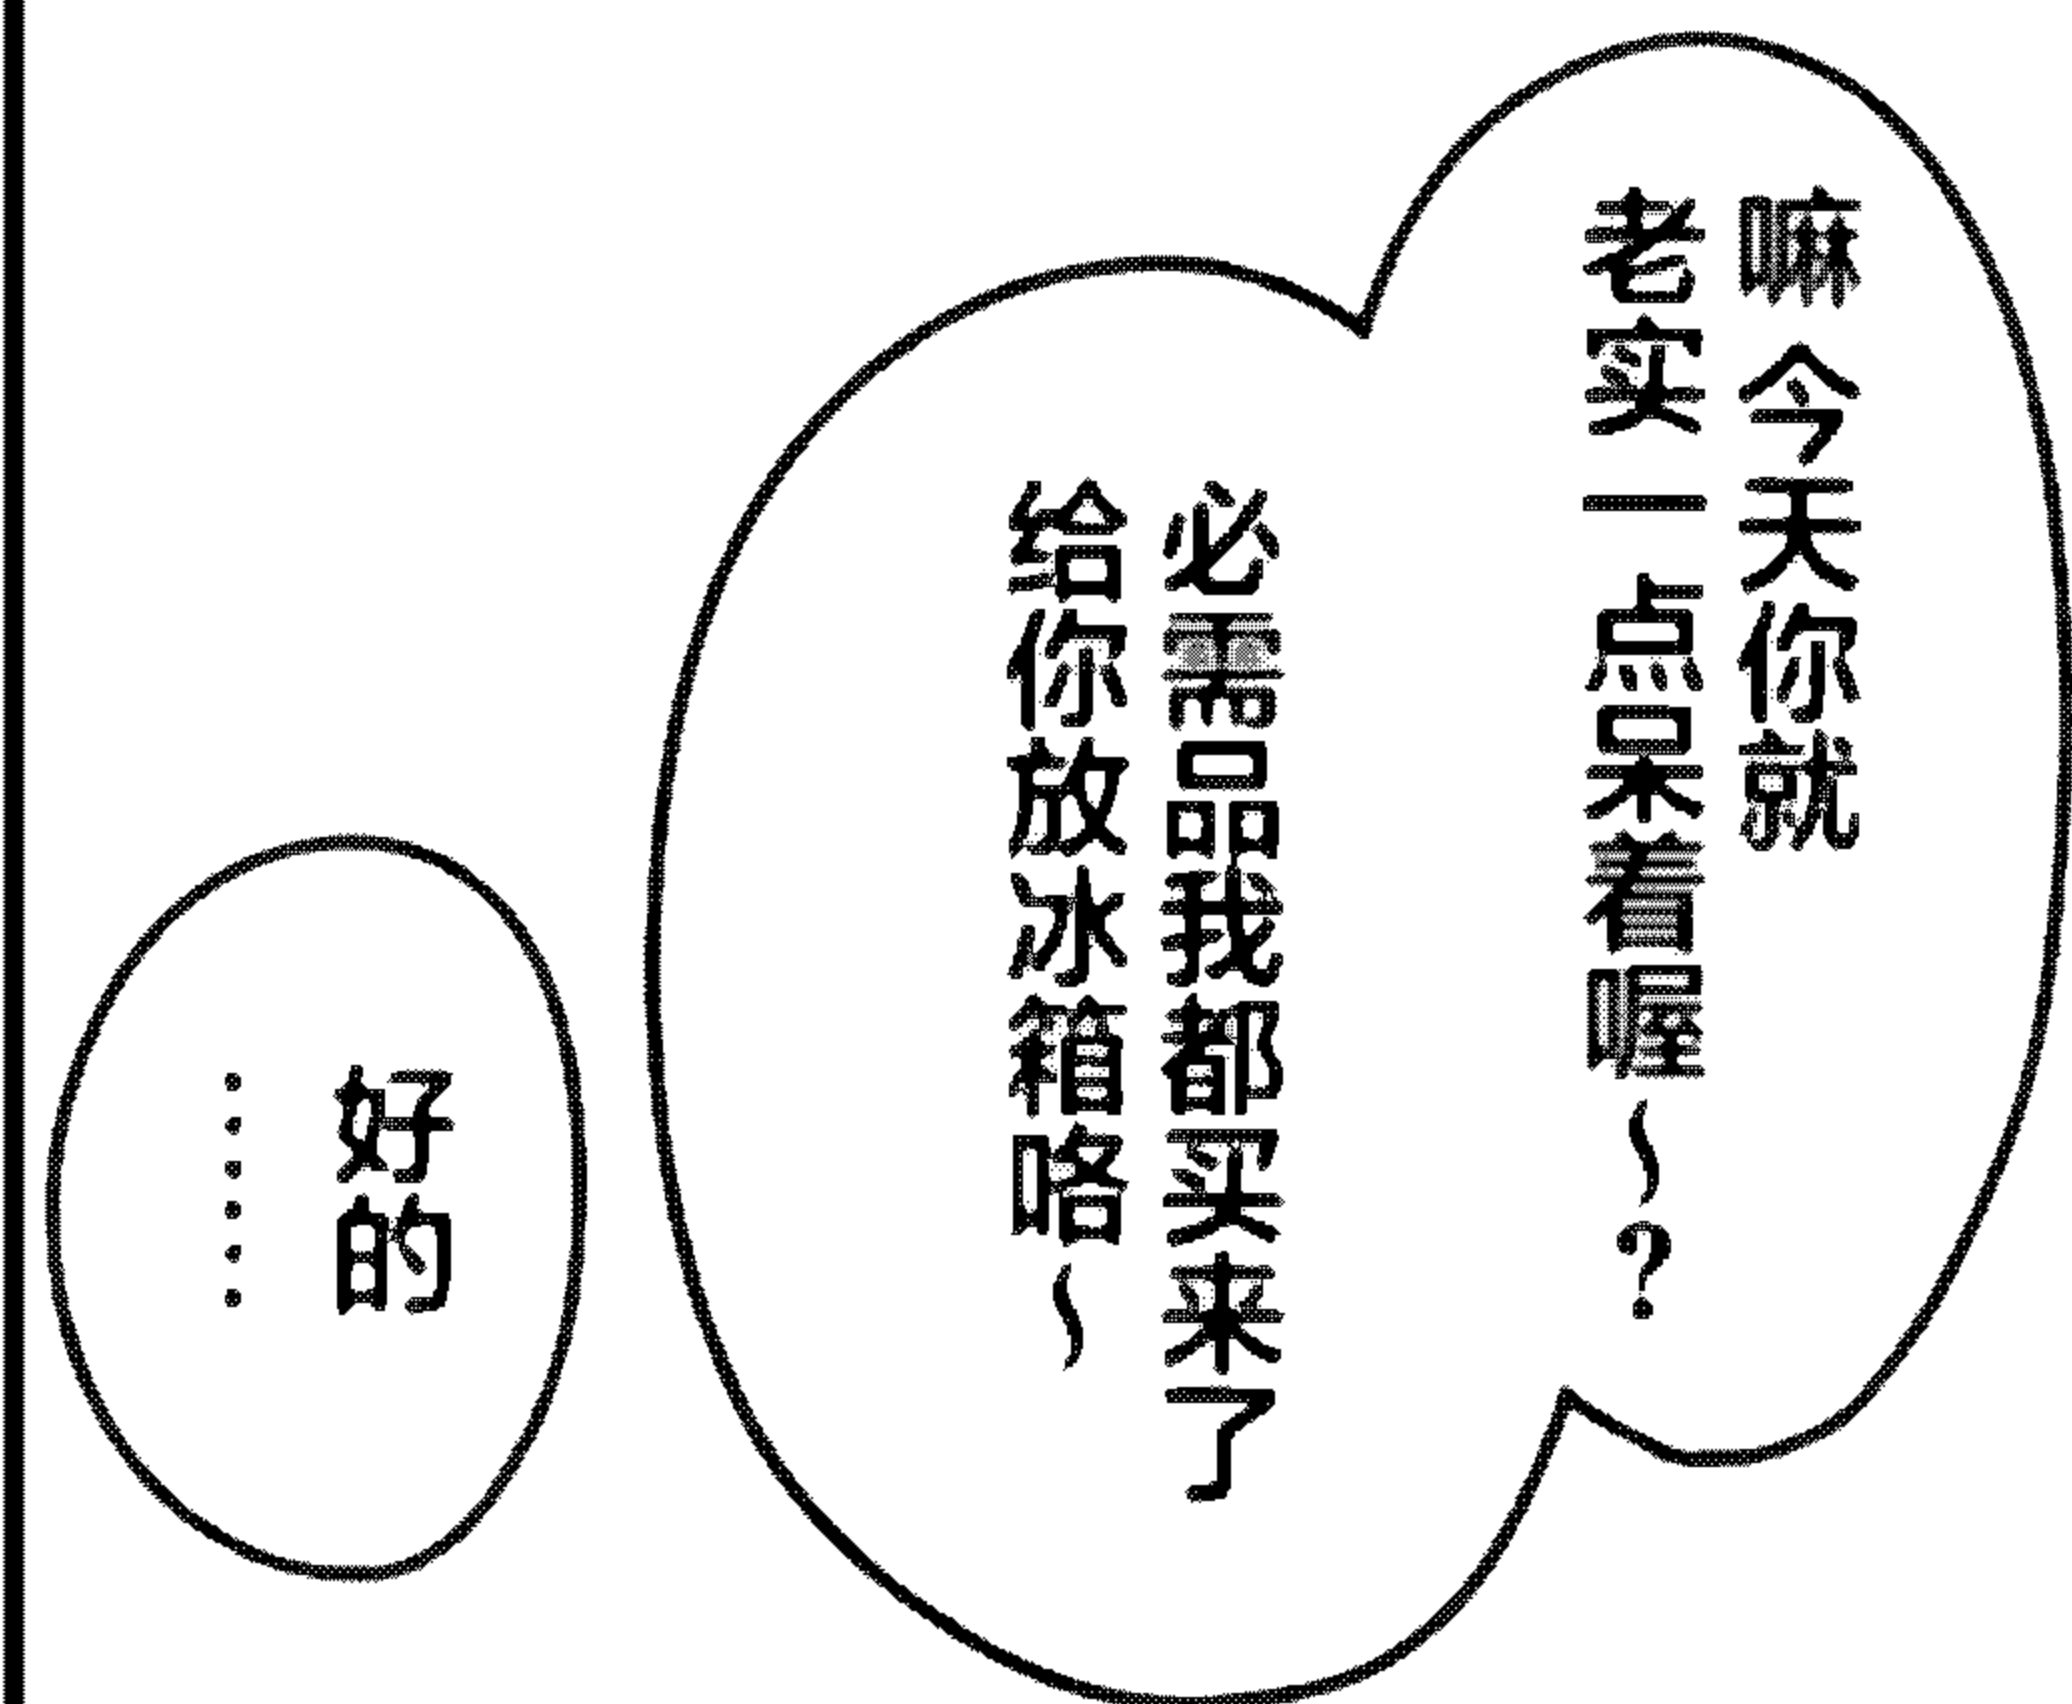 嘛 今天你就
老实一点呆着喔～?
必需品我都买来了
给你放冰箱咯～
好的
……